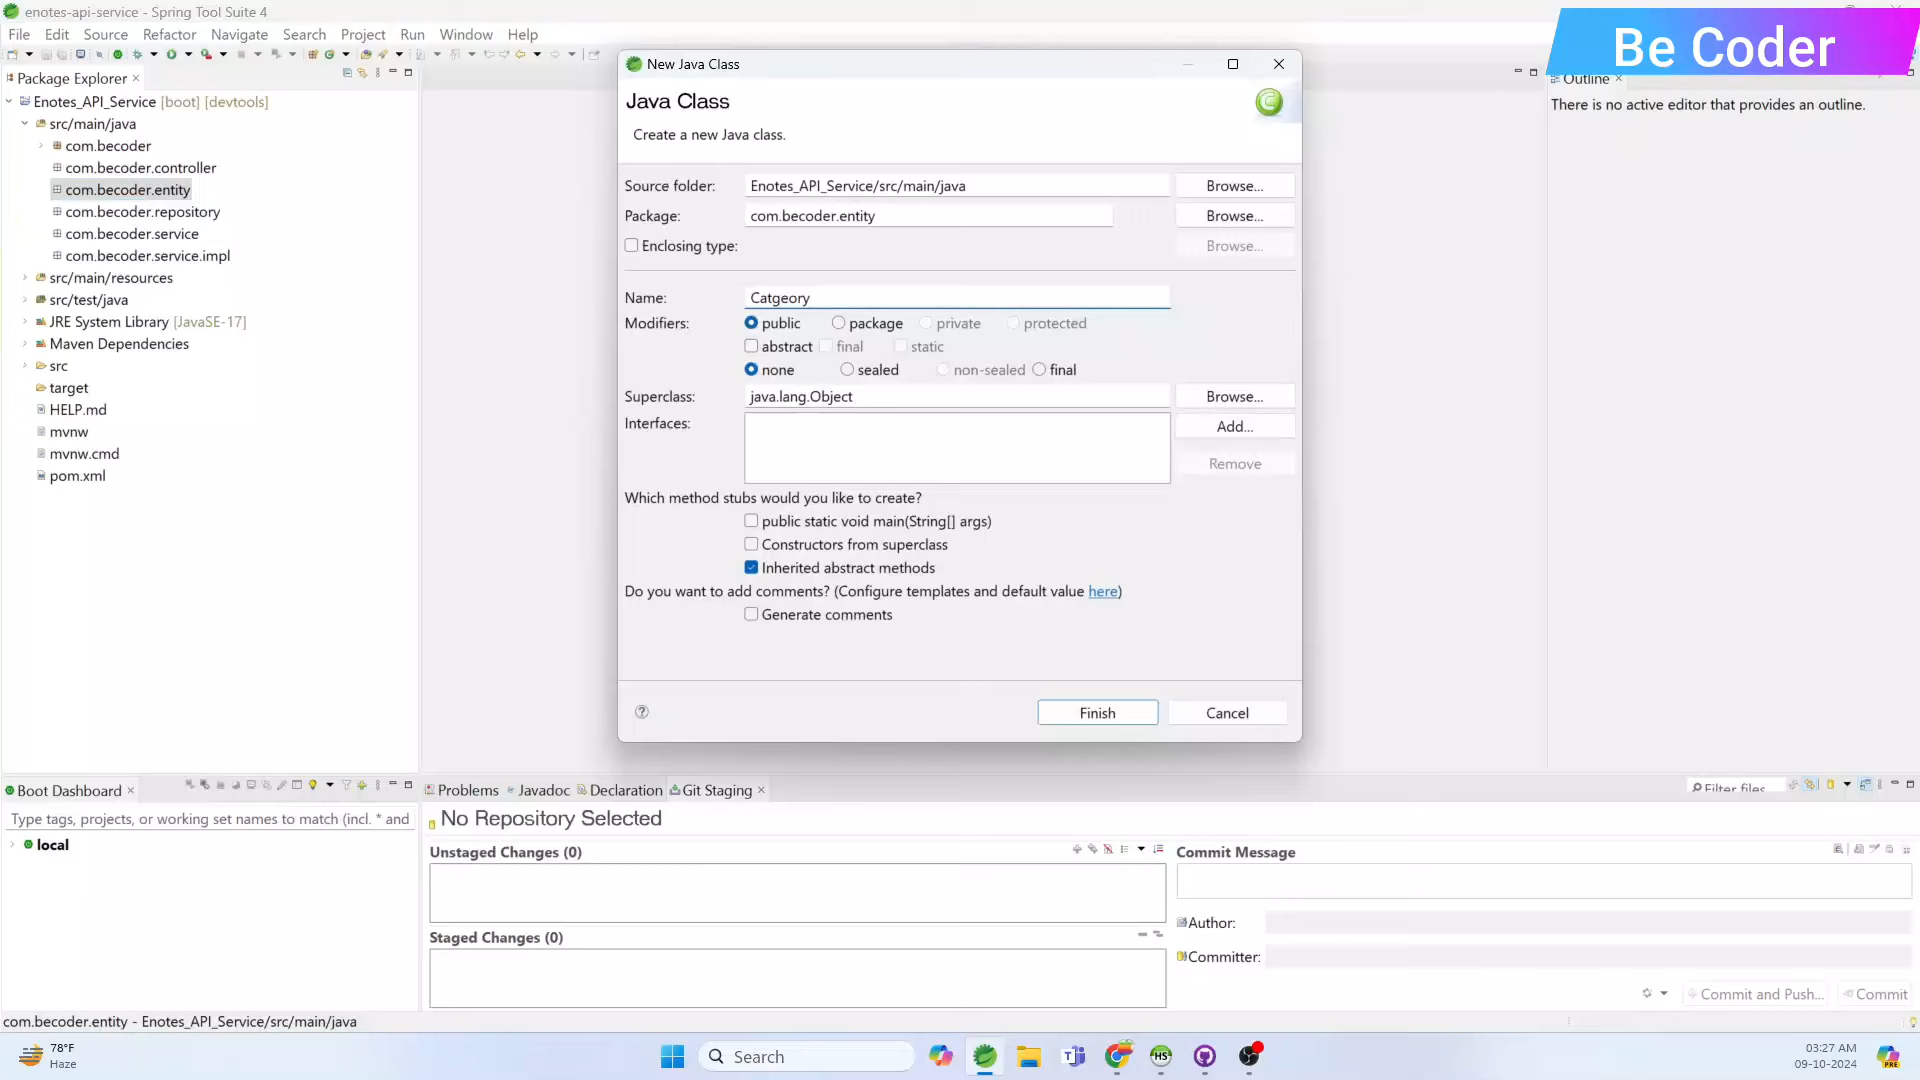 enotes-api-service - Spring Tool Suite 4
File Edit Source Refactor Navigate Search Project Run Window Help
Be Coder
Package Explorer
Enotes_API_Service [boot] [devtools]
src/main/java
com.becoder
com.becoder.controller
com.becoder.entity
com.becoder.repository
com.becoder.service
com.becoder.service.impl
src/main/resources
src/test/java
JRE System Library [JavaSE-17]
Maven Dependencies
src
target
HELP.md
mvnw
mvnw.cmd
pom.xml
New Java Class
Java Class
Create a new Java class.
Source folder: Enotes_API_Service/src/main/java Browse...
Package: com.becoder.entity Browse...
Enclosing type: Browse...
Name: Catgeory
Modifiers: public package private protected
abstract final static
none sealed non-sealed final
Superclass: java.lang.Object Browse...
Interfaces: Add...
Remove
Which method stubs would you like to create?
public static void main(String[] args)
Constructors from superclass
Inherited abstract methods
Do you want to add comments? (Configure templates and default value here)
Generate comments
Finish Cancel
Outline
There is no active editor that provides an outline.
Boot Dashboard
Type tags, projects, or working set names to match (incl. * and
local
Problems Javadoc Declaration Git Staging
Filter files
No Repository Selected
Unstaged Changes (0)
Staged Changes (0)
Commit Message
Author:
Committer:
Commit and Push... Commit
com.becoder.entity - Enotes_API_Service/src/main/java
78°F
Haze
Search
HS
PRE
03:27 AM
09-10-2024